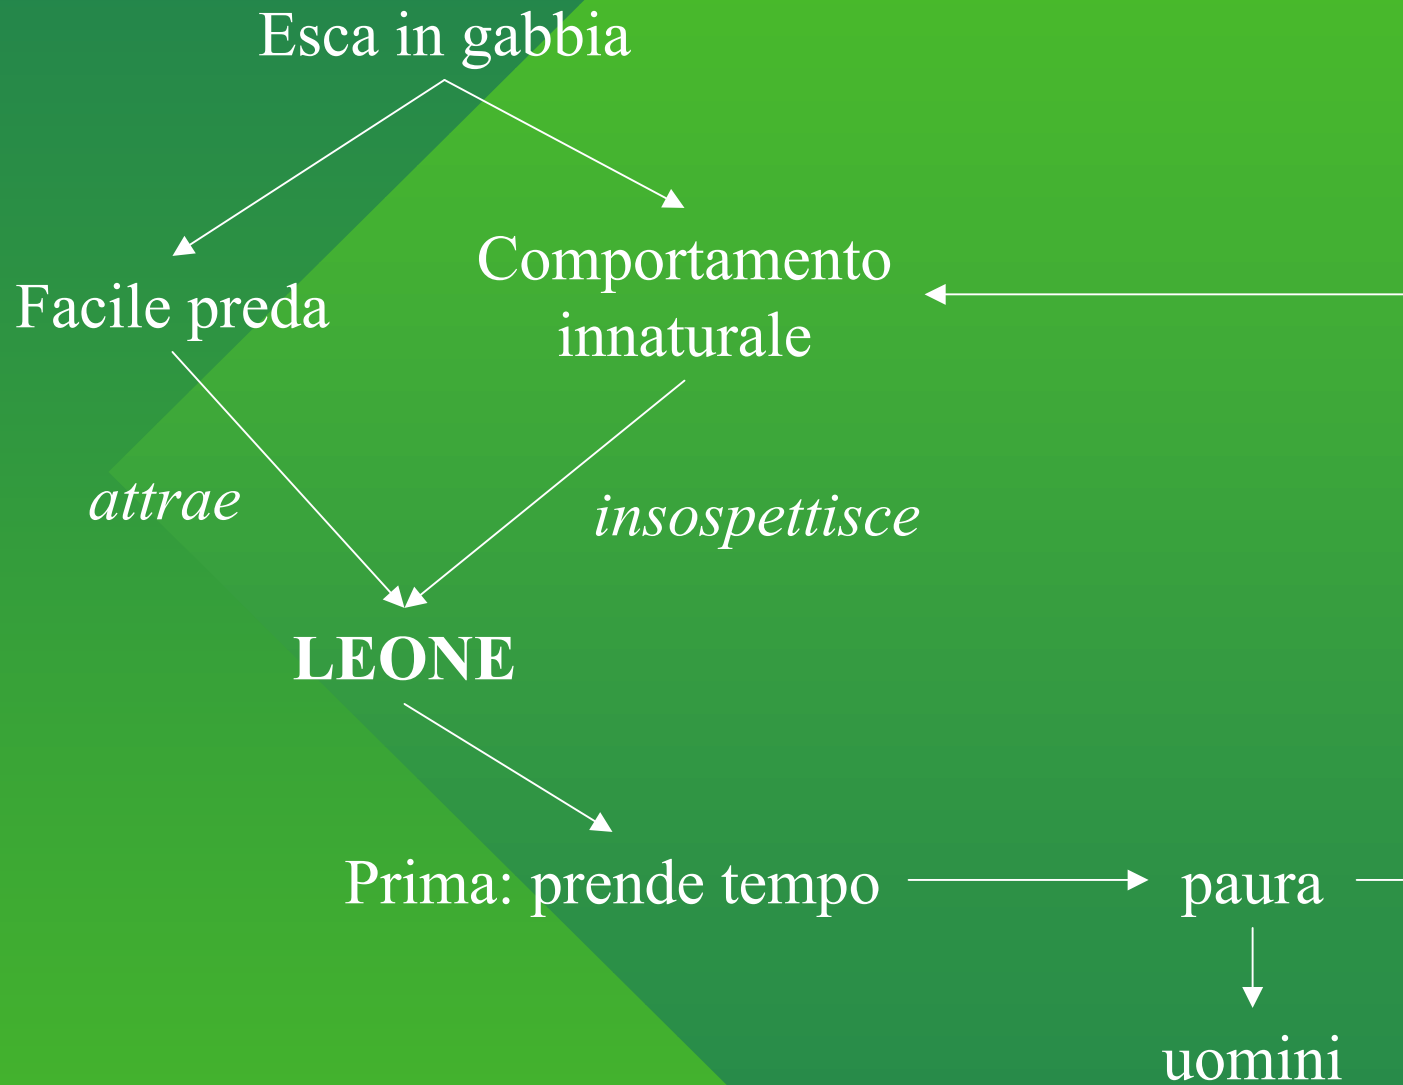 Esca in gabbia
Facile preda
Comportamento
innaturale
attrae
insospettisce
LEONE
Prima: prende tempo
paura
uomini